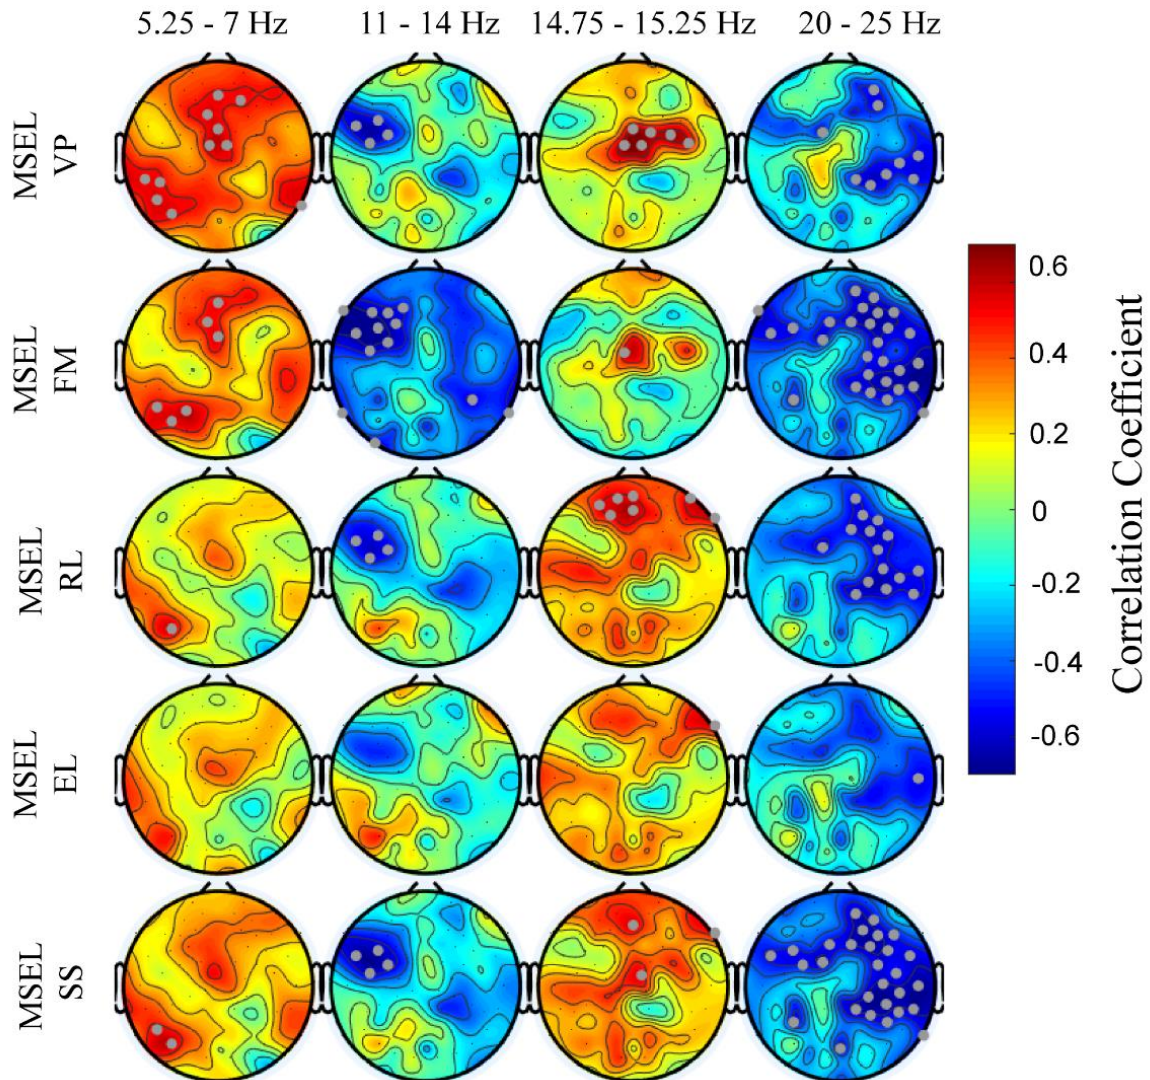 5.25 - 7 Hz 11 - 14 Hz 14.75 - 15.25 Hz 20 - 25 Hz
MSEL
VP
MSEL
FM
MSEL
RL
MSEL
EL
MSEL
SS
0.6
0.4
0.2
0
-0.2
-0.4
-0.6
Correlation Coefficient